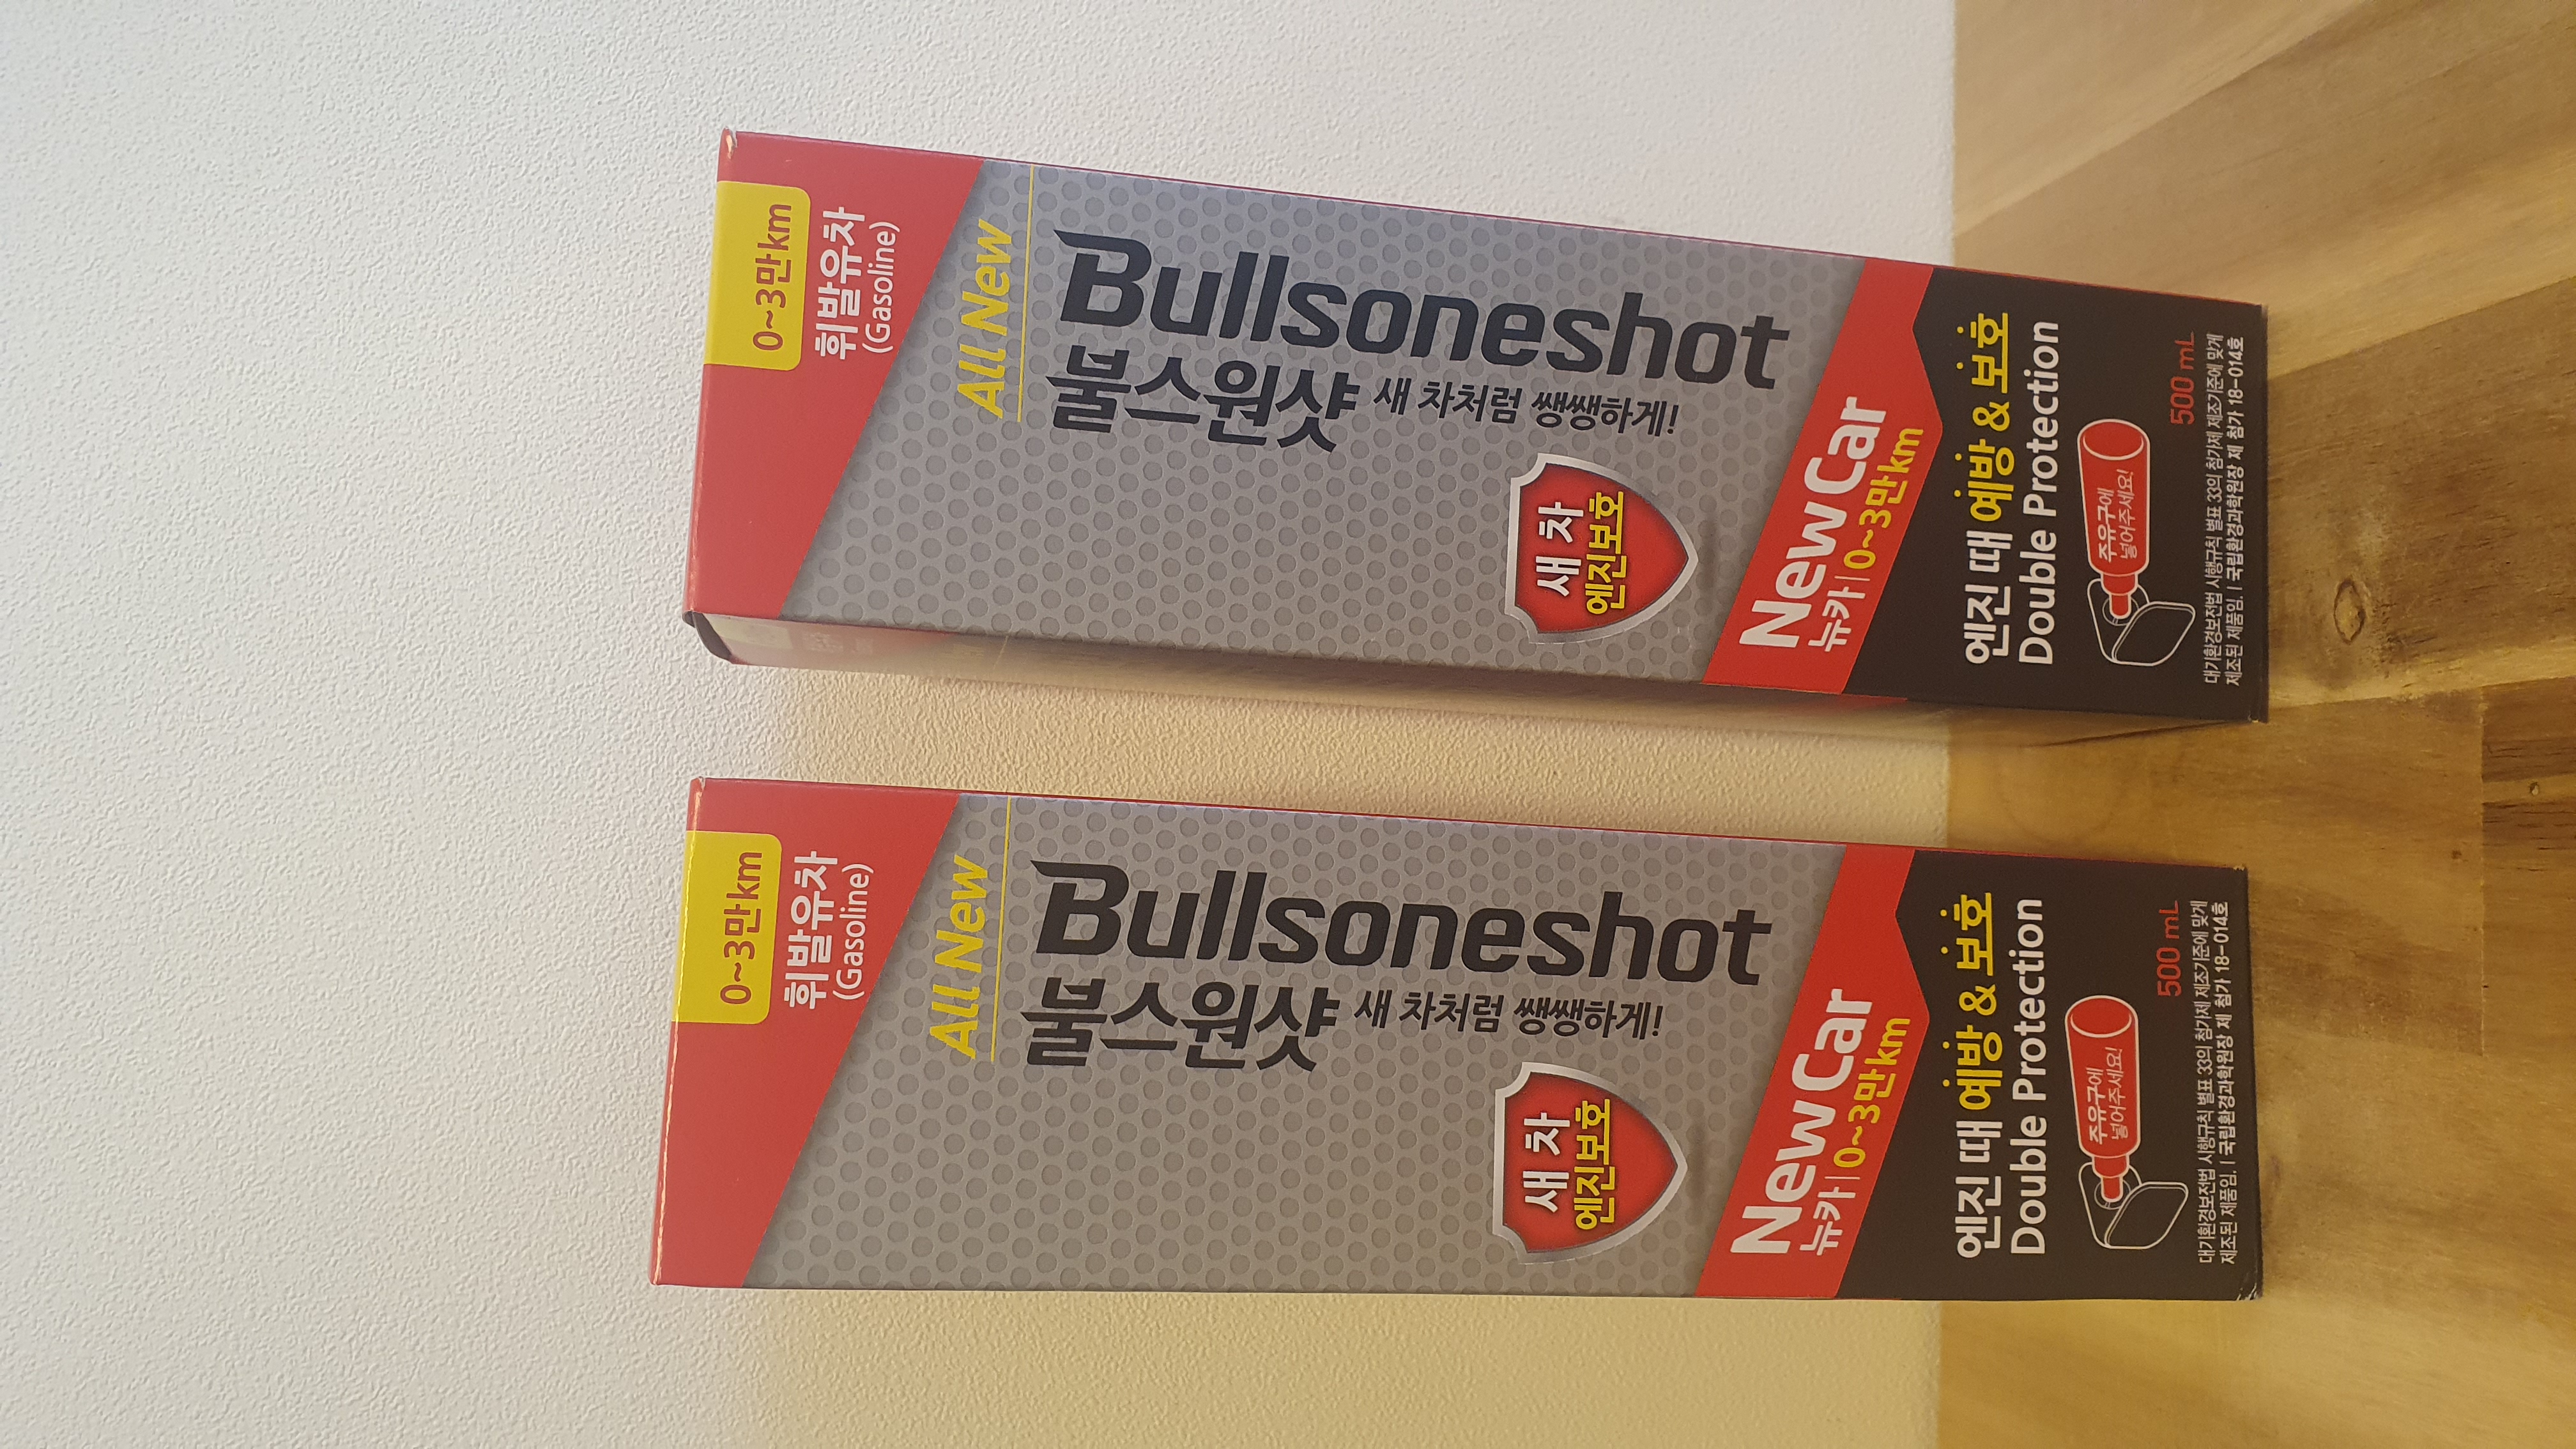 0~3만km
휘발유차
(Gasoline)
All New
Bullsoneshot
불스원샷 새 차처럼 쌩쌩하게!
새 차
엔진보호
New Car
뉴카 | 0~3만km
엔진 때 예방 & 보호
Double Protection
주유구에
넣어주세요!
500 mL
대기환경보전법 시행규칙 별표 33의 첨가제 제조기준에 맞게
제조된 제품임. | 국립환경과학원장 제 첨가 18-014호
0~3만km
휘발유차
(Gasoline)
All New
Bullsoneshot
불스원샷 새 차처럼 쌩쌩하게!
새 차
엔진보호
New Car
뉴카 | 0~3만km
엔진 때 예방 & 보호
Double Protection
주유구에
넣어주세요!
500 mL
대기환경보전법 시행규칙 별표 33의 첨가제 제조기준에 맞게
제조된 제품임. | 국립환경과학원장 제 첨가 18-014호